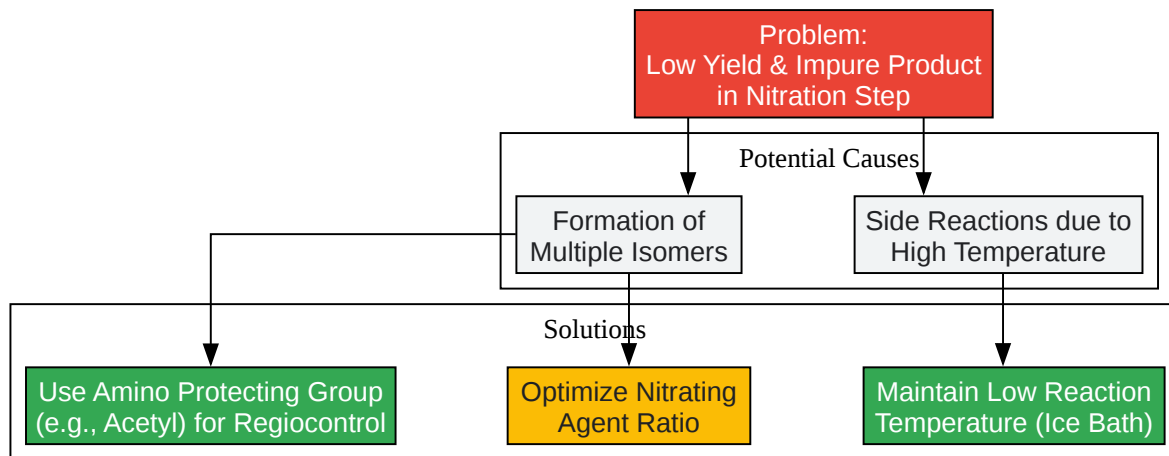 Problem:
Low Yield & Impure Product
in Nitration Step
Potential Causes
Formation of
Multiple Isomers
Side Reactions due to
High Temperature
Solutions
Use Amino Protecting Group
(e.g., Acetyl) for Regiocontrol
Optimize Nitrating
Agent Ratio
Maintain Low Reaction
Temperature (Ice Bath)